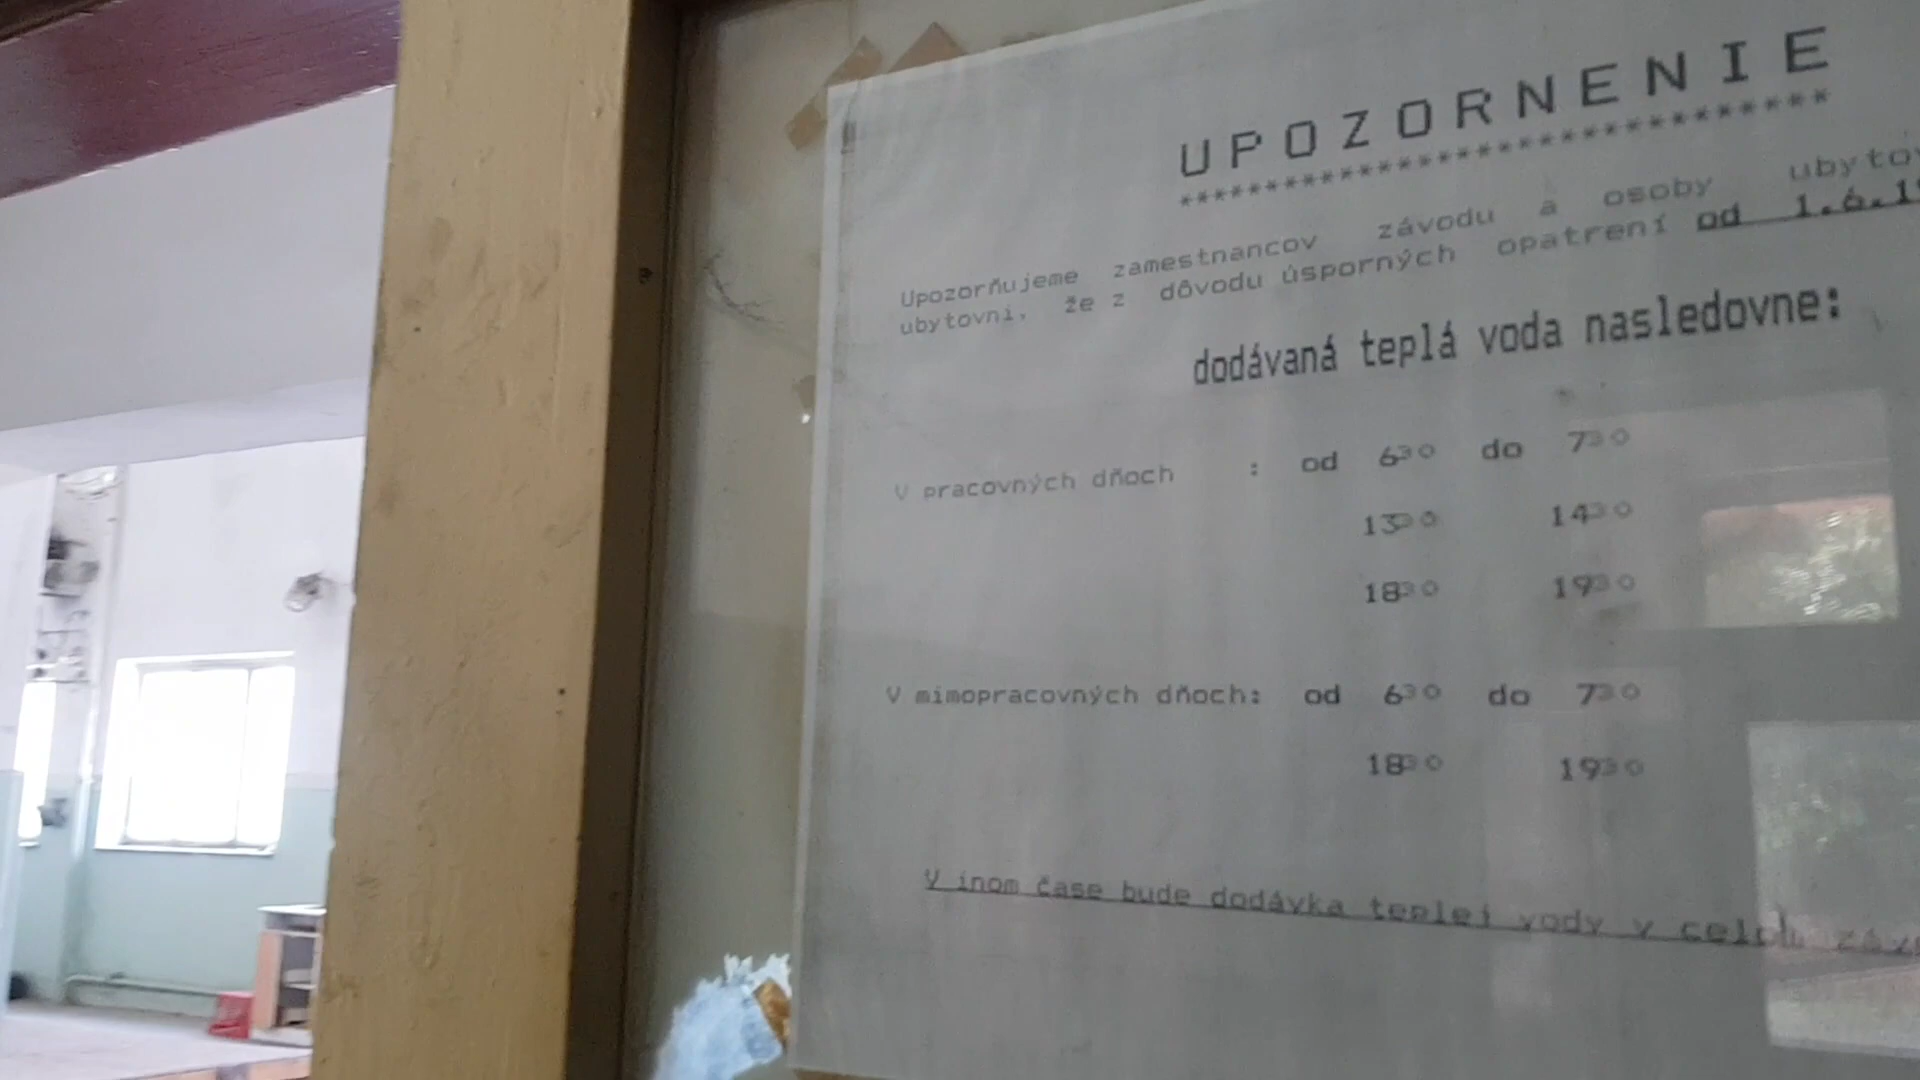 UPOZORNENIE
***********************************
Upozorňujeme zamestnancov závodu a osoby
ubytovni, že z dôvodu úsporných opatrení od 1.6.
dodávaná teplá voda nasledovne:
V pracovných dňoch : od 6³⁰ do 7³⁰
13³⁰ 14³⁰
18³⁰ 19³⁰
V mimopracovných dňoch: od 6³⁰ do 7³⁰
18³⁰ 19³⁰
V inom čase bude dodávka teplej vody v celom